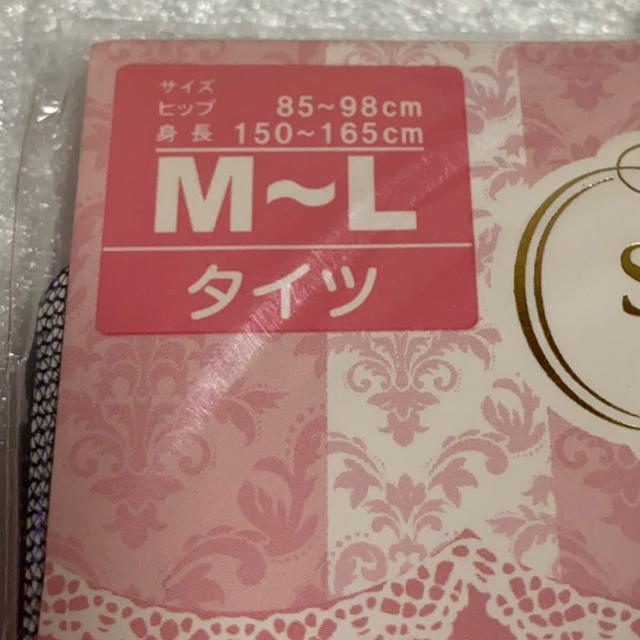 サイズ
ヒップ 85~98cm
身長 150~165cm
M~L
タイツ
S